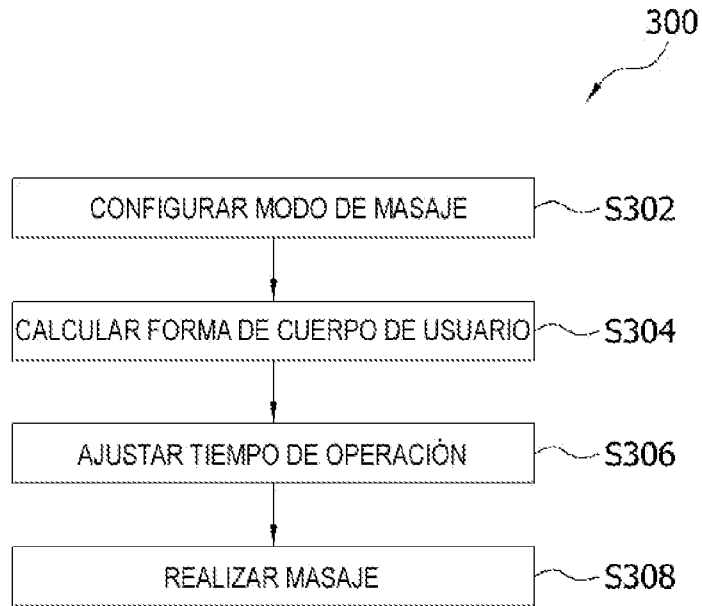 300
CONFIGURAR MODO DE MASAJE
S302
CALCULAR FORMA DE CUERPO DE USUARIO
S304
AJUSTAR TIEMPO DE OPERACIÓN
S306
REALIZAR MASAJE
S308